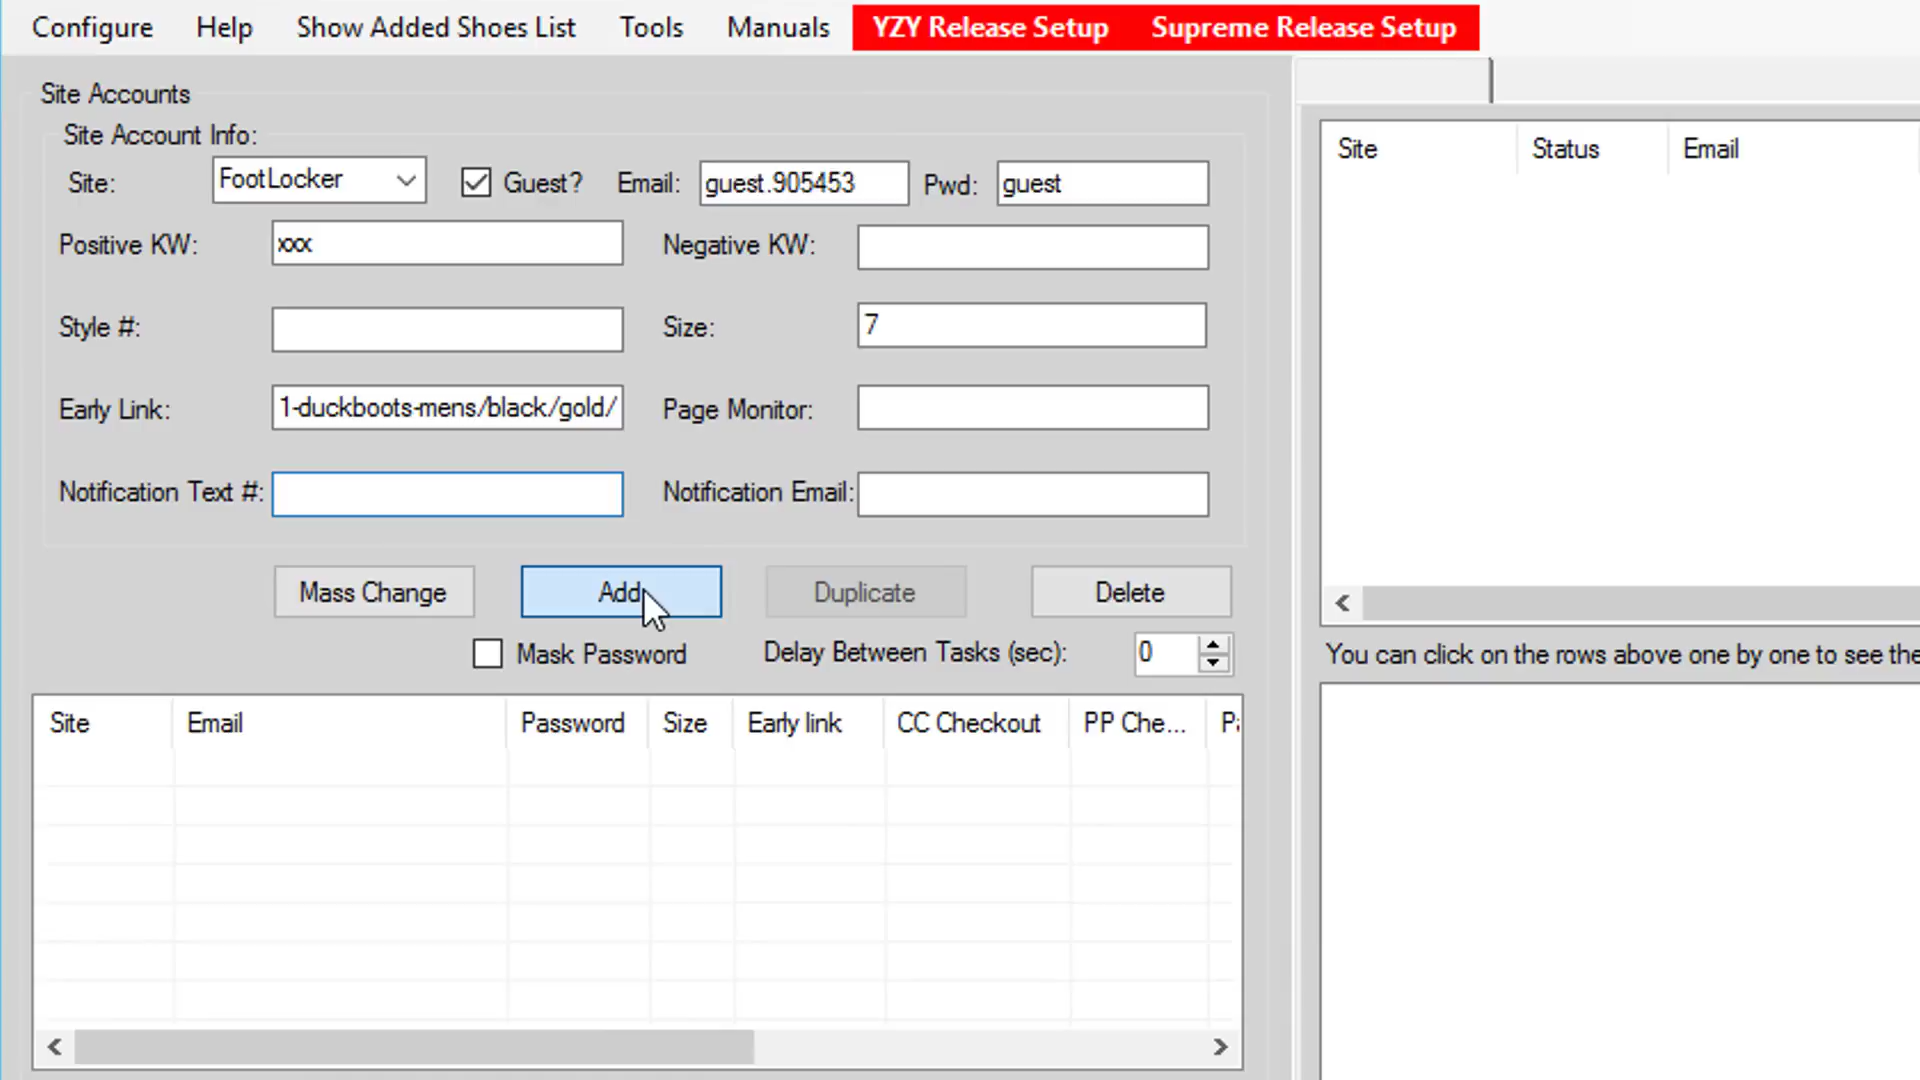 Configure Help Show Added Shoes List Tools Manuals YZY Release Setup Supreme Release Setup
Site Accounts
Site Account Info:
Site: FootLocker Guest? Email: guest.905453 Pwd: guest
Positive KW: xxx Negative KW:
Style #: Size: 7
Early Link: 1-duckboots-mens/black/gold/ Page Monitor:
Notification Text #: Notification Email:
Mass Change Add Duplicate Delete
Mask Password Delay Between Tasks (sec): 0
Site Email Password Size Early link CC Checkout PP Che...
Site Status Email
You can click on the rows above one by one to see the